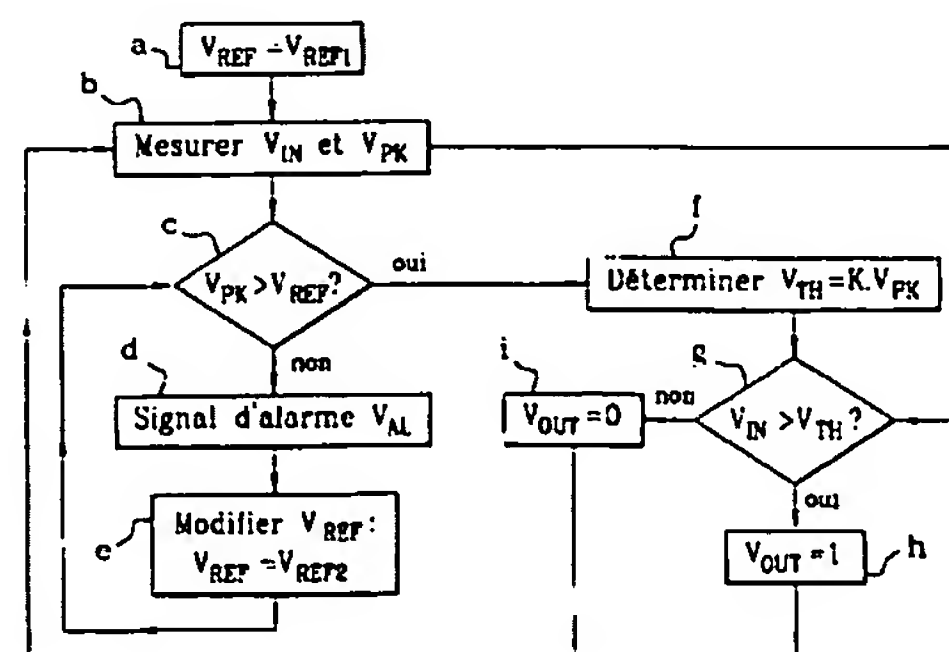 a
V_REF = V_REF1
b
Mesurer V_IN et V_PK
c
V_PK > V_REF?
oui
f
Déterminer V_TH = K.V_PK
non
d
Signal d'alarme V_AL
i
V_OUT = 0
non
g
V_IN > V_TH?
e
Modifier V_REF :
V_REF = V_REF2
oui
V_OUT = 1
h